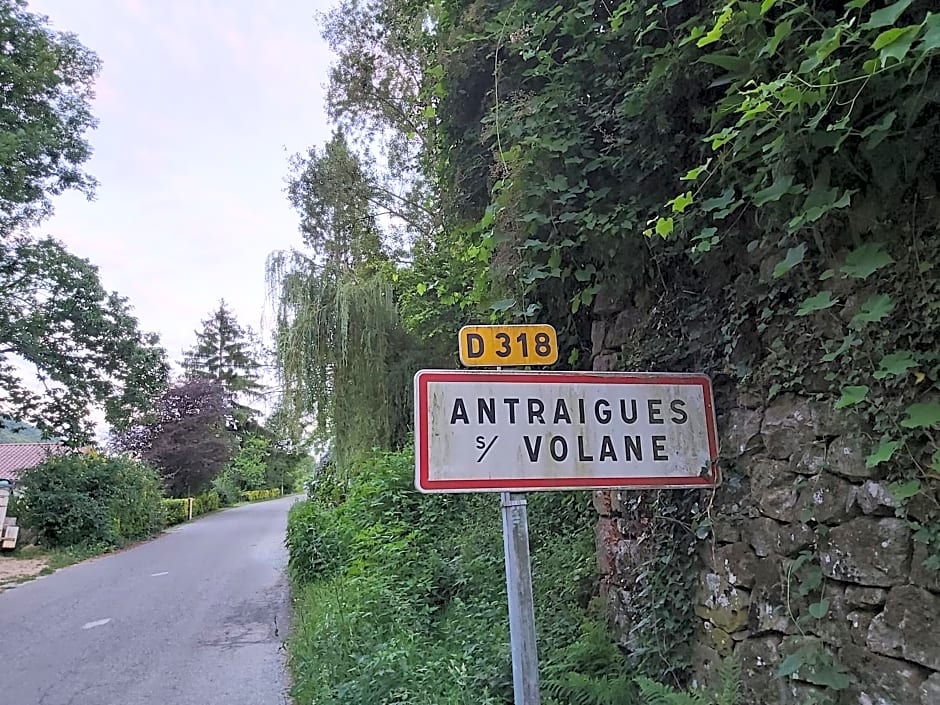 D 318
ANTRAIGUES
s/ VOLANE